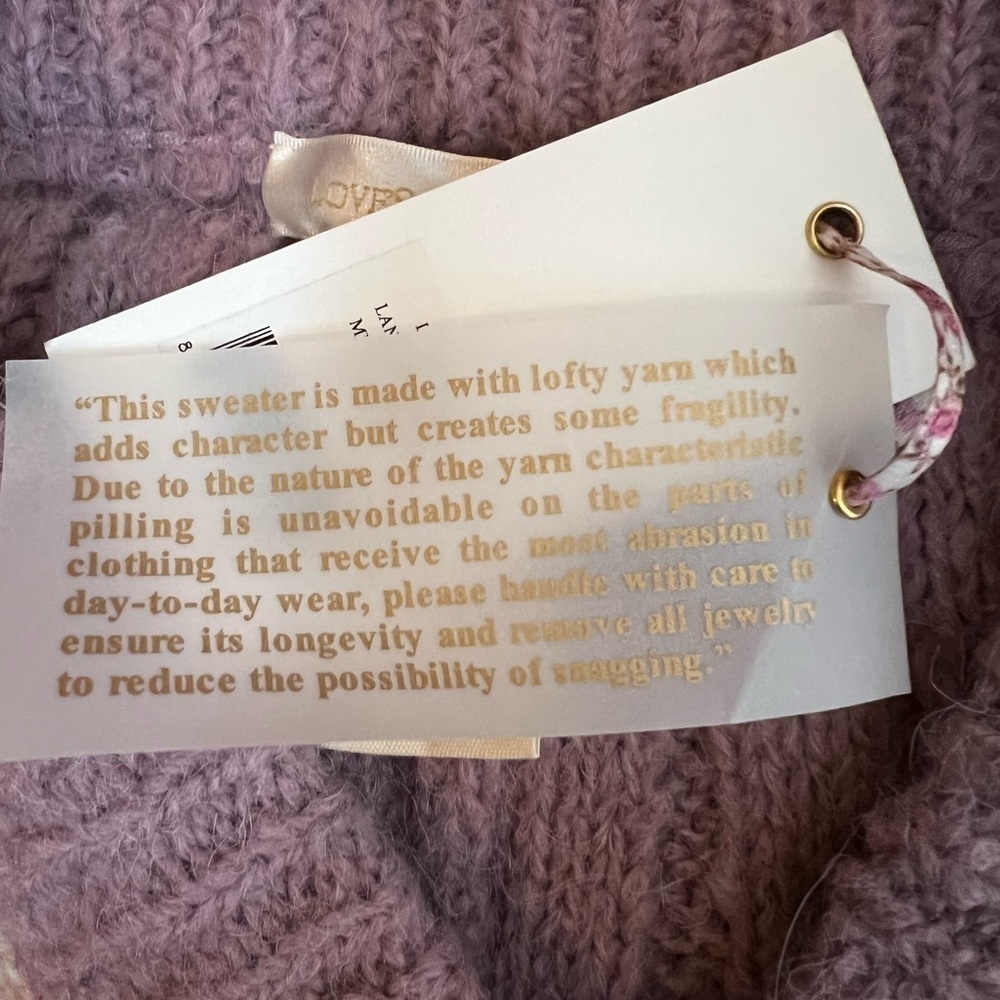 OVES
I
LAN
M
8
“This sweater is made with lofty yarn which
adds character but creates some fragility.
Due to the nature of the yarn characteristic
pilling is unavoidable on the parts of
clothing that receive the most abrasion in
day-to-day wear, please handle with care to
ensure its longevity and remove all jewelry
to reduce the possibility of snagging.”